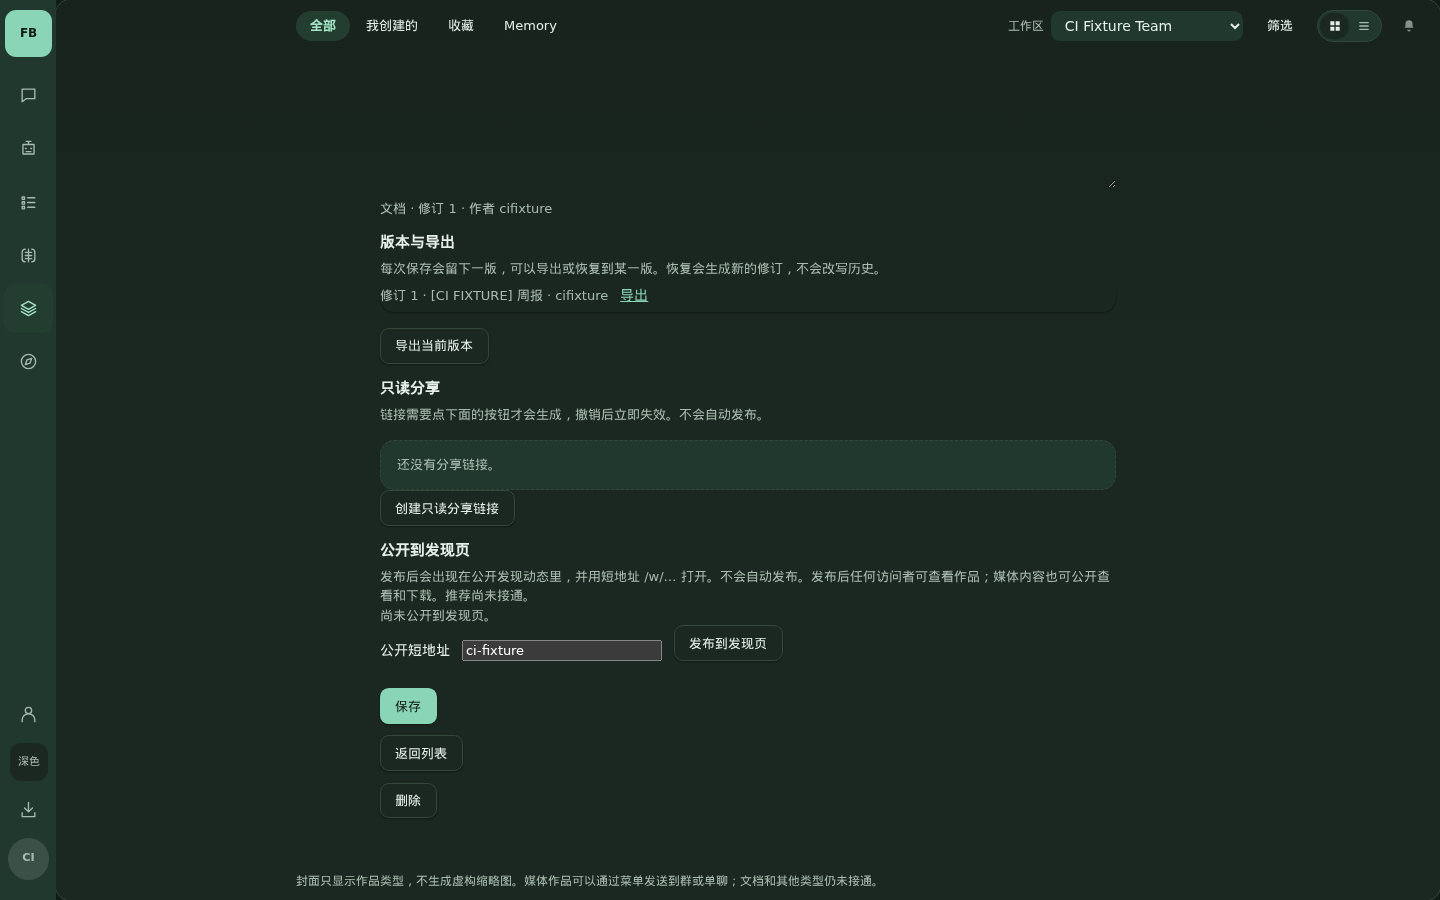 FB
全部
我创建的
收藏
Memory
工作区
CI Fixture Team
筛选
文档 · 修订 1 · 作者 cifixture
版本与导出
每次保存会留下一版，可以导出或恢复到某一版。恢复会生成新的修订，不会改写历史。
修订 1 · [CI FIXTURE] 周报 · cifixture 导出
导出当前版本
只读分享
链接需要点下面的按钮才会生成，撤销后立即失效。不会自动发布。
还没有分享链接。
创建只读分享链接
公开到发现页
发布后会出现在公开发现动态里，并用短地址 /w/... 打开。不会自动发布。发布后任何访问者可查看作品；媒体内容也可公开查
看和下载。推荐尚未接通。
尚未公开到发现页。
公开短地址 ci-fixture 发布到发现页
保存
返回列表
深色
删除
CI
封面只显示作品类型，不生成虚构缩略图。媒体作品可以通过菜单发送到群或单聊；文档和其他类型仍未接通。